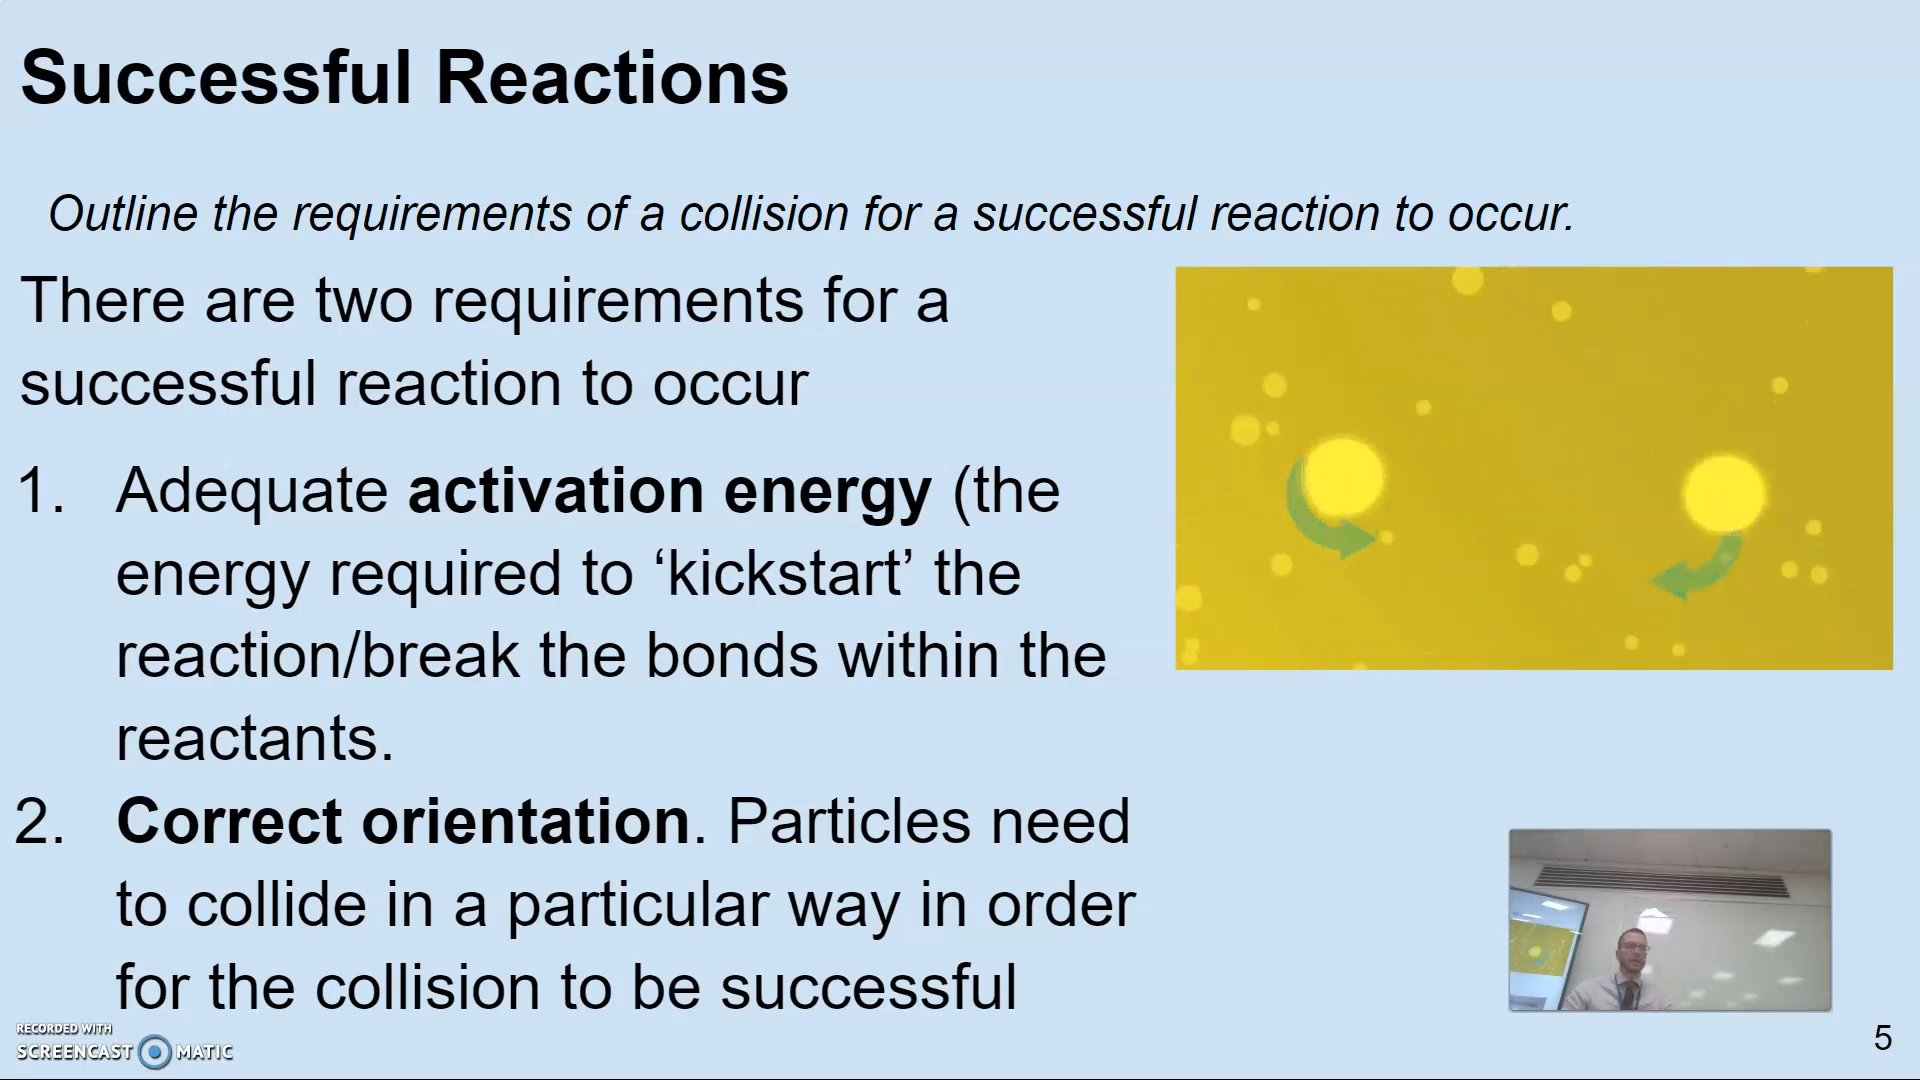 Successful Reactions
Outline the requirements of a collision for a successful reaction to occur.
There are two requirements for a
successful reaction to occur
1. Adequate activation energy (the
energy required to ‘kickstart’ the
reaction/break the bonds within the
reactants.
2. Correct orientation. Particles need
to collide in a particular way in order
for the collision to be successful
RECORDED WITH
SCREENCAST MATIC
5